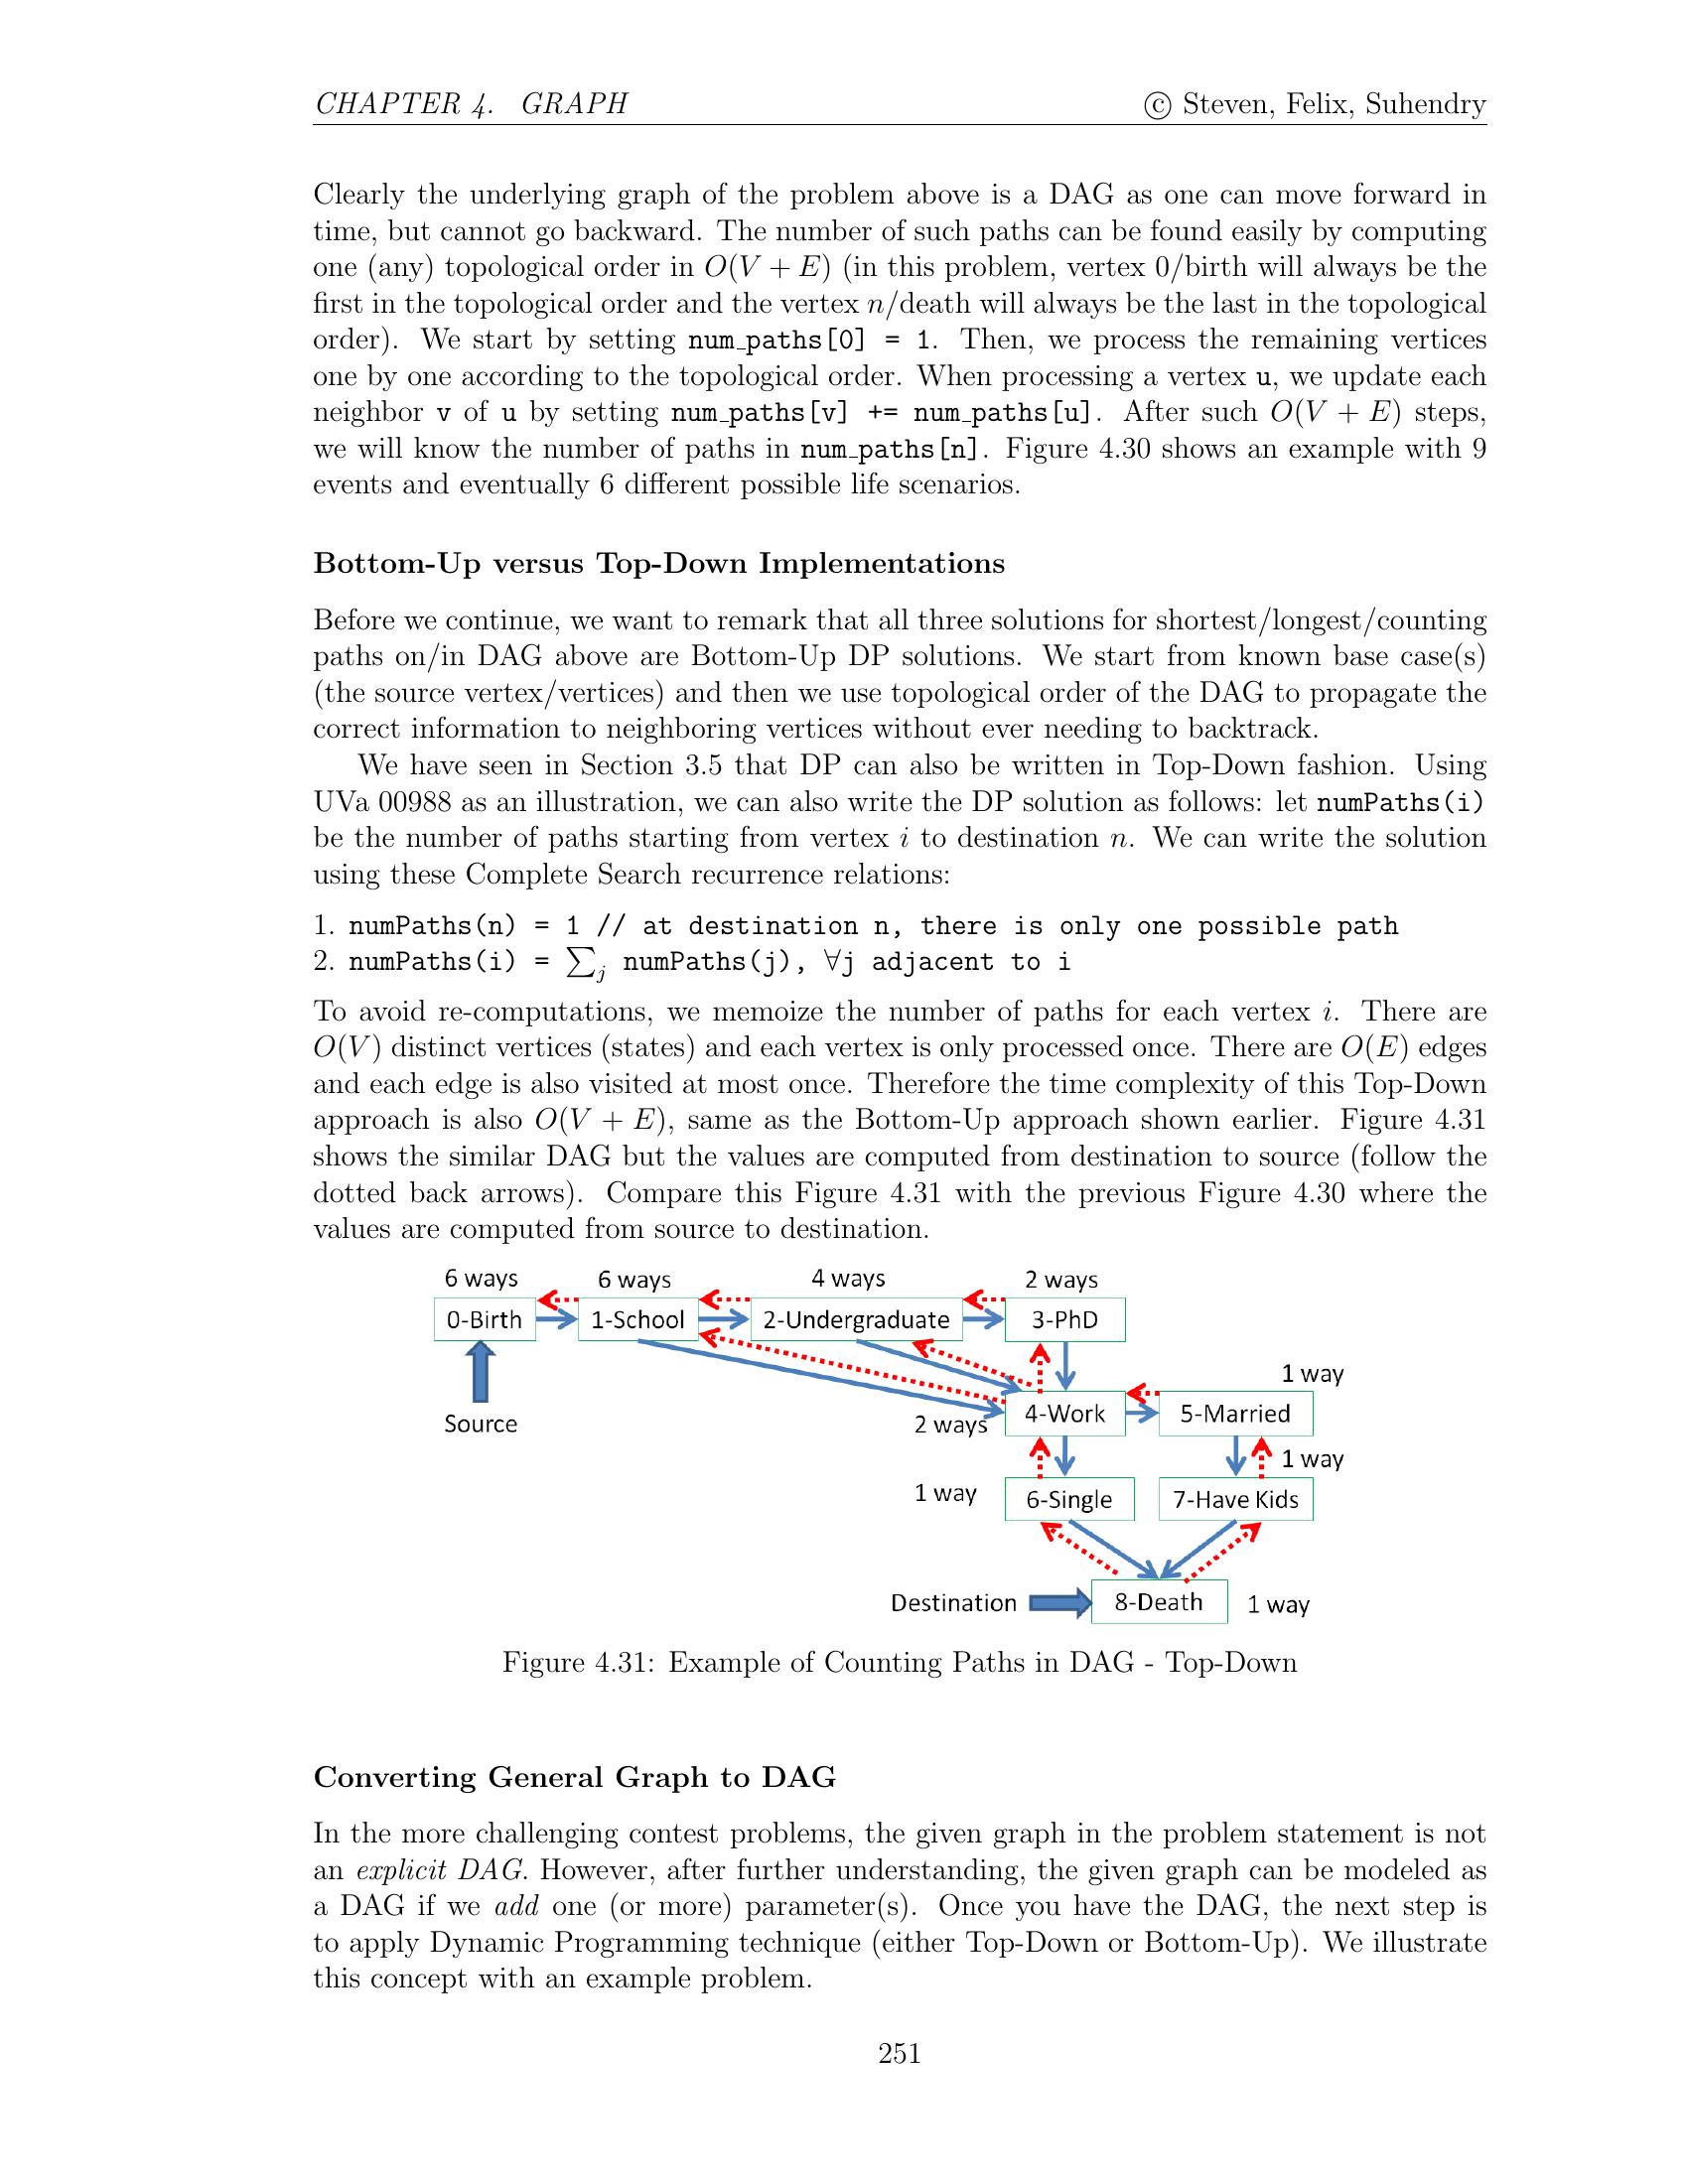 CHAPTER 4. GRAPH © Steven, Felix, Suhendry
Clearly the underlying graph of the problem above is a DAG as one can move forward in
time, but cannot go backward. The number of such paths can be found easily by computing
one (any) topological order in O(V + E) (in this problem, vertex 0/birth will always be the
first in the topological order and the vertex n/death will always be the last in the topological
order). We start by setting num_paths[0] = 1. Then, we process the remaining vertices
one by one according to the topological order. When processing a vertex u, we update each
neighbor v of u by setting num_paths[v] += num_paths[u]. After such O(V + E) steps,
we will know the number of paths in num_paths[n]. Figure 4.30 shows an example with 9
events and eventually 6 different possible life scenarios.
Bottom-Up versus Top-Down Implementations
Before we continue, we want to remark that all three solutions for shortest/longest/counting
paths on/in DAG above are Bottom-Up DP solutions. We start from known base case(s)
(the source vertex/vertices) and then we use topological order of the DAG to propagate the
correct information to neighboring vertices without ever needing to backtrack.
We have seen in Section 3.5 that DP can also be written in Top-Down fashion. Using
UVa 00988 as an illustration, we can also write the DP solution as follows: let numPaths(i)
be the number of paths starting from vertex i to destination n. We can write the solution
using these Complete Search recurrence relations:
1. numPaths(n) = 1 // at destination n, there is only one possible path
2. numPaths(i) = ∑j numPaths(j), ∀j adjacent to i
To avoid re-computations, we memoize the number of paths for each vertex i. There are
O(V) distinct vertices (states) and each vertex is only processed once. There are O(E) edges
and each edge is also visited at most once. Therefore the time complexity of this Top-Down
approach is also O(V + E), same as the Bottom-Up approach shown earlier. Figure 4.31
shows the similar DAG but the values are computed from destination to source (follow the
dotted back arrows). Compare this Figure 4.31 with the previous Figure 4.30 where the
values are computed from source to destination.
6 ways 6 ways 4 ways 2 ways
0-Birth 1-School 2-Undergraduate 3-PhD
1 way
4-Work 5-Married
Source 2 ways
1 way
1 way 6-Single 7-Have Kids
Destination 8-Death 1 way
Figure 4.31: Example of Counting Paths in DAG - Top-Down
Converting General Graph to DAG
In the more challenging contest problems, the given graph in the problem statement is not
an explicit DAG. However, after further understanding, the given graph can be modeled as
a DAG if we add one (or more) parameter(s). Once you have the DAG, the next step is
to apply Dynamic Programming technique (either Top-Down or Bottom-Up). We illustrate
this concept with an example problem.
251